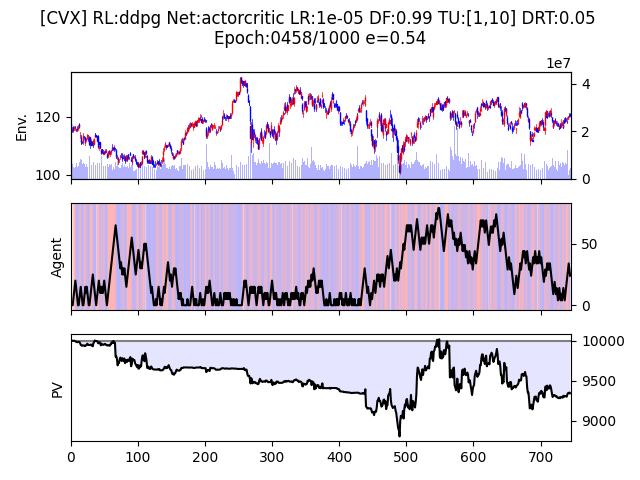 [CVX] RL:ddpg Net:actorcritic LR:1e-05 DF:0.99 TU:[1,10] DRT:0.05
Epoch:0458/1000 e=0.54
1e7
Env.
120
100
4
2
0
Agent
50
0
PV
10000
9500
9000
0 100 200 300 400 500 600 700